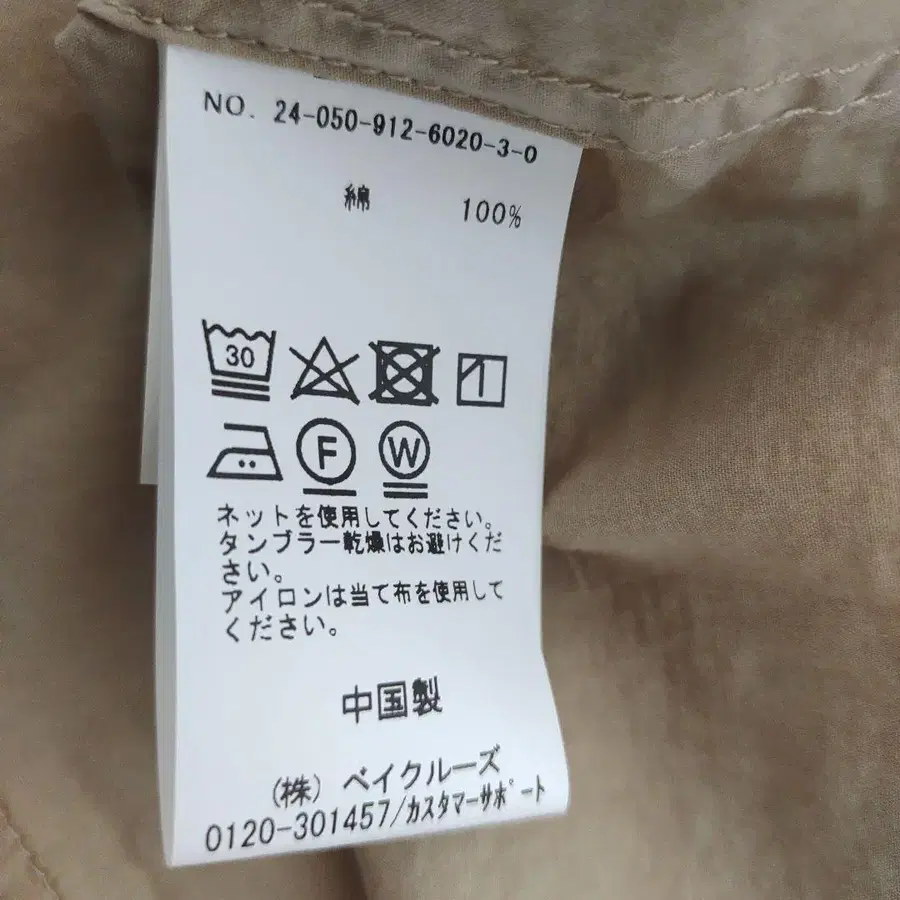 NO. 24-050-912-6020-3-0
綿 100%
30
F W
ネットを使用してください。
タンブラー乾燥はお避けくだ
さい。
アイロンは当て布を使用して
ください。
中国製
(株) ベイクルーズ
0120-301457/カスタマーサポート